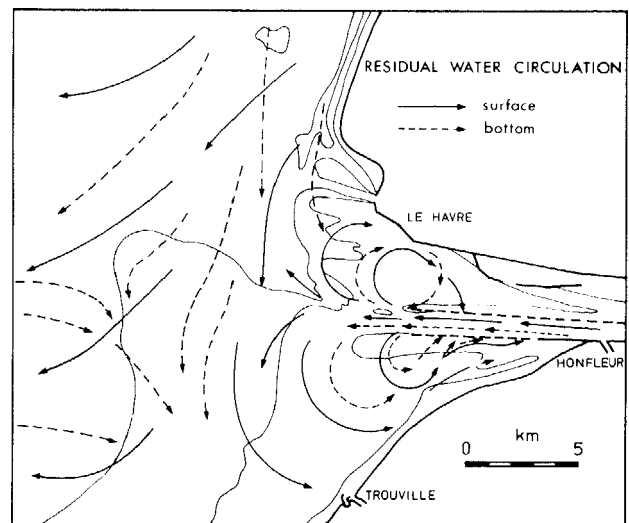 RESIDUAL WATER CIRCULATION
surface
bottom
LE HAVRE
HONFLEUR
0 km 5
TROUVILLE